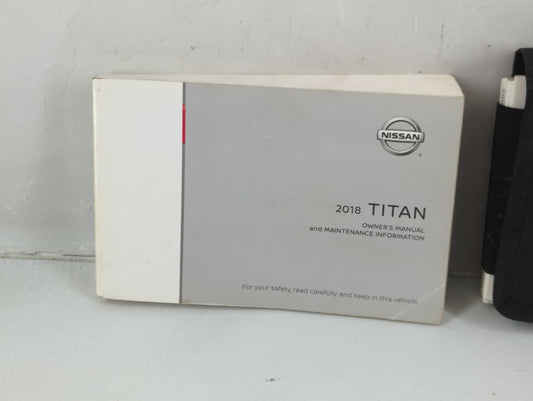 NISSAN
2018 TITAN
OWNER'S MANUAL
and MAINTENANCE INFORMATION
For your safety, read carefully and keep in this vehicle.